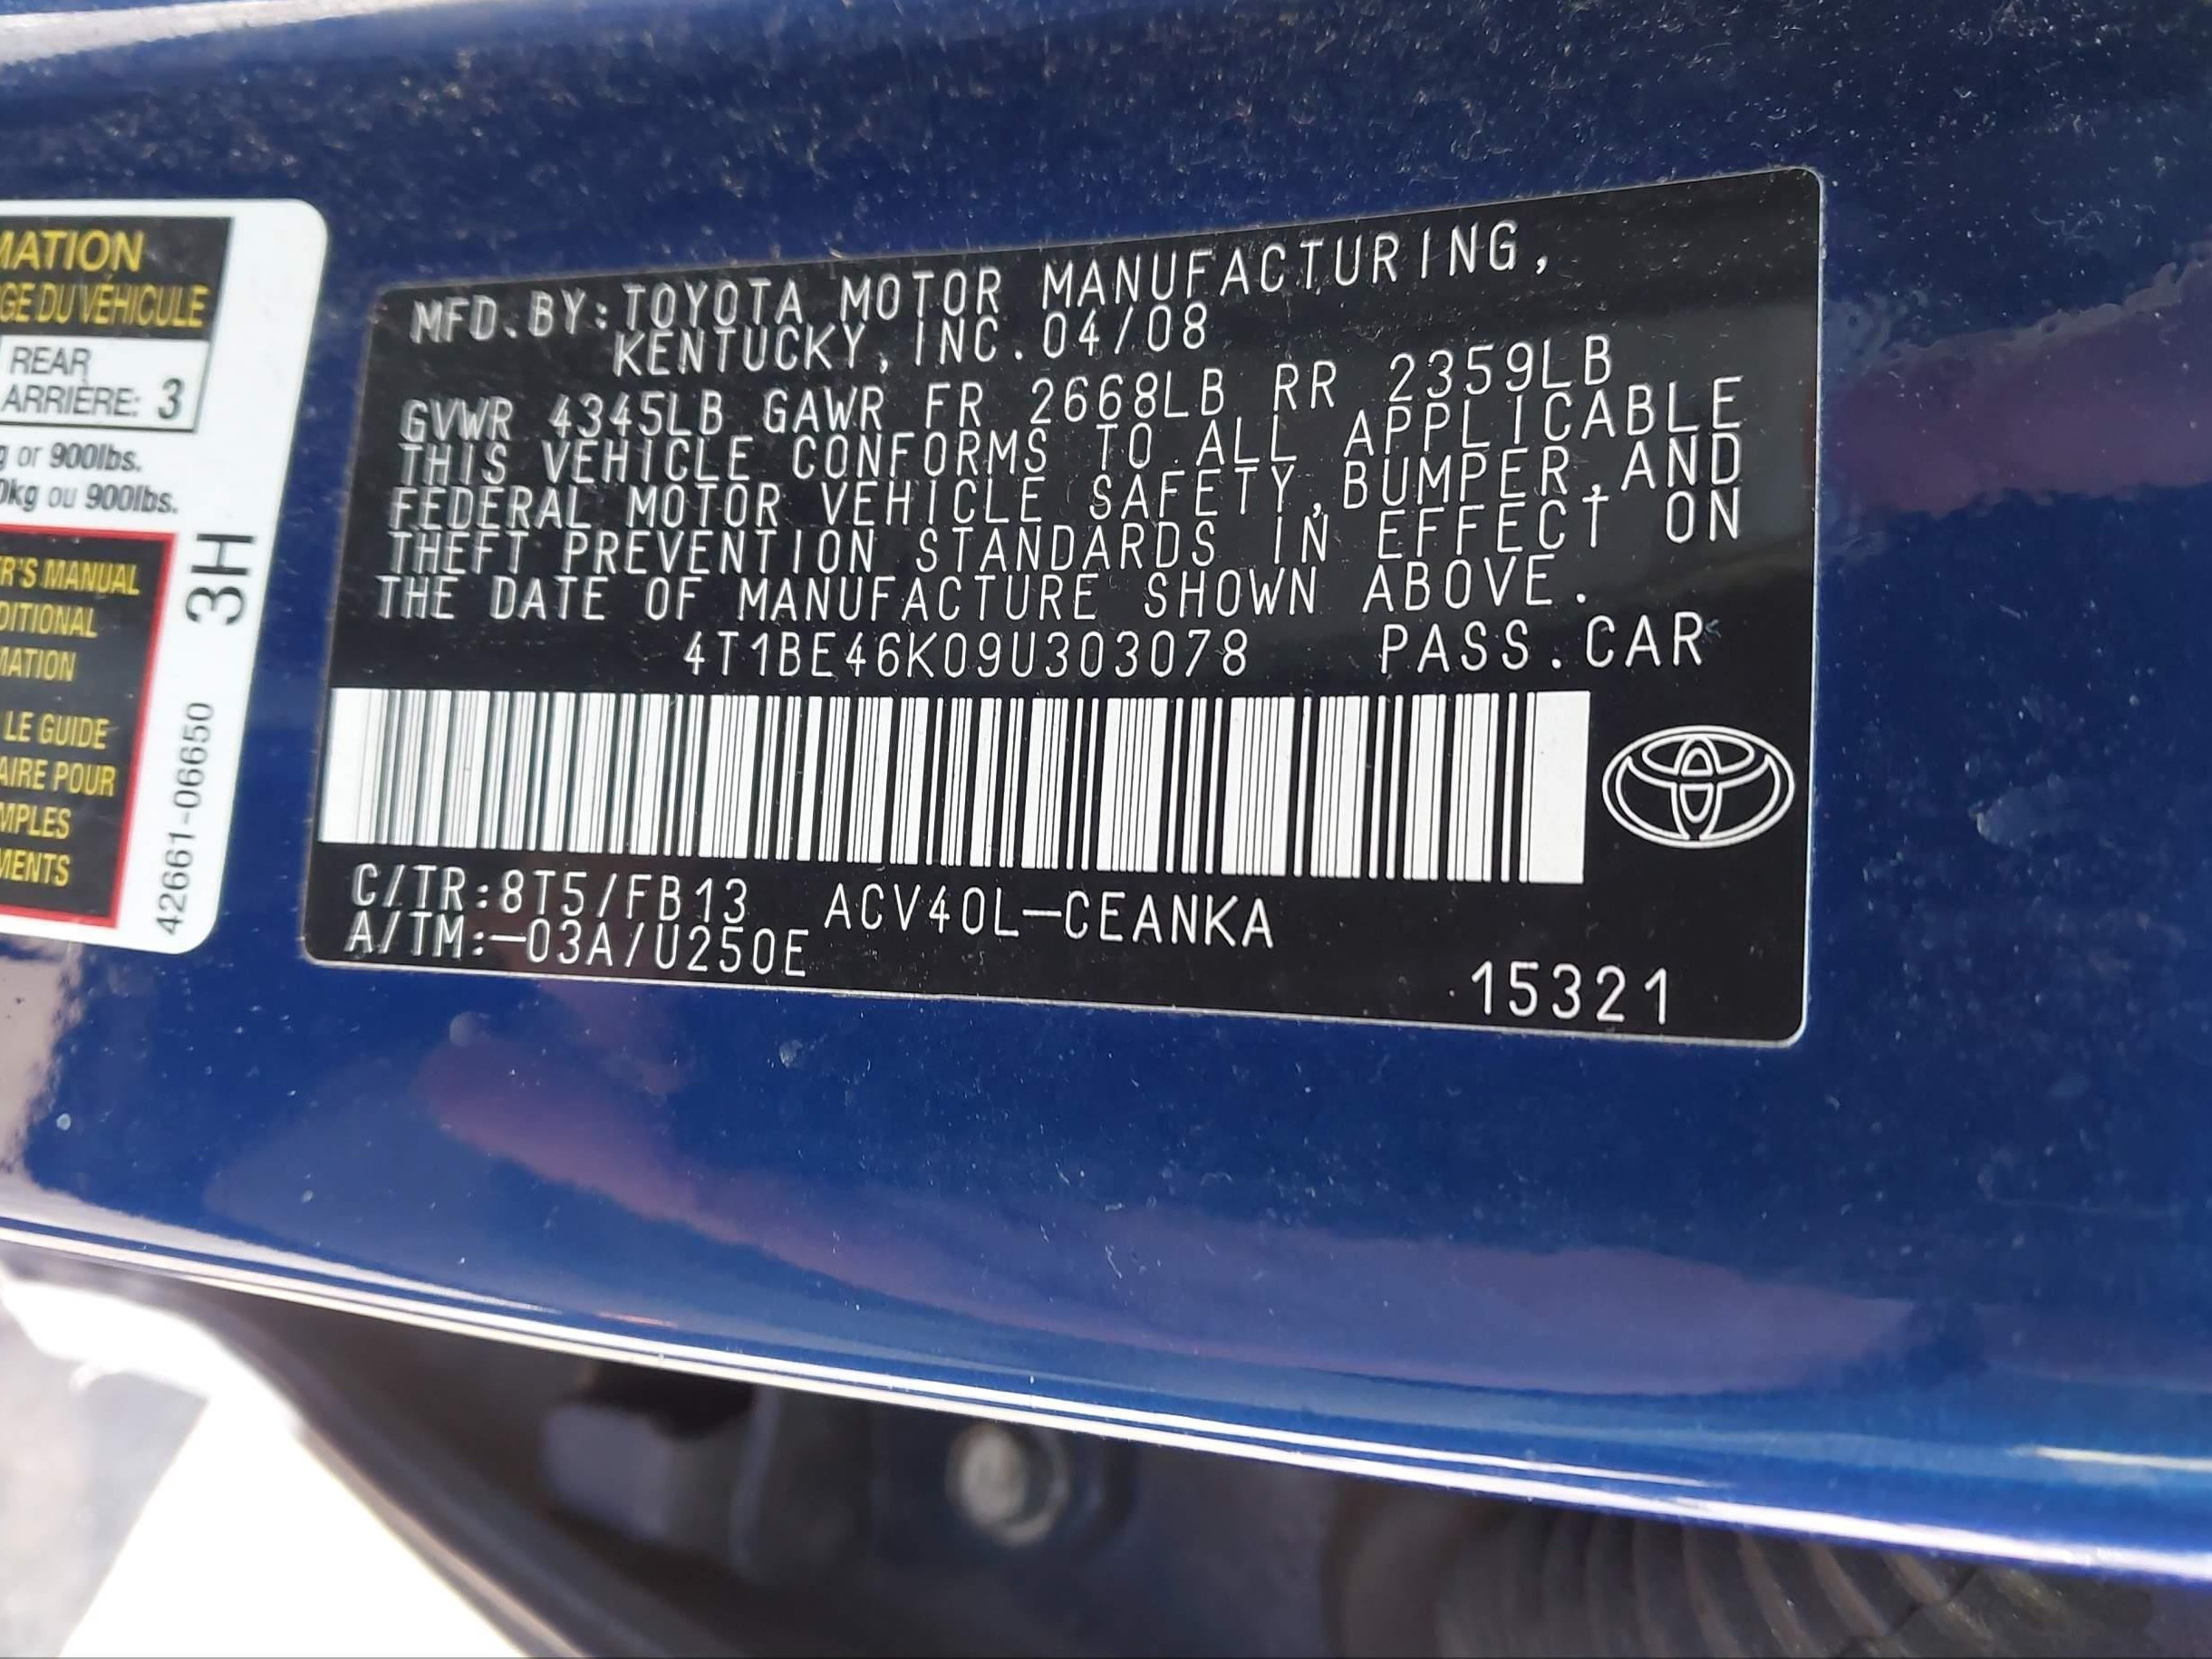 MATION
GE DU VÉHICULE
REAR
ARRIÈRE: 3
or 900lbs.
0kg ou 900lbs.
R'S MANUAL
DITIONAL
MATION
LE GUIDE
AIRE POUR
MPLES
MENTS
3H
42661-06650
MFD.BY:TOYOTA MOTOR MANUFACTURING,
KENTUCKY, INC. 04/08
GVWR 4345LB GAWR FR 2668LB RR 2359LB
THIS VEHICLE CONFORMS TO ALL APPLICABLE
FEDERAL MOTOR VEHICLE SAFETY,BUMPER,AND
THEFT PREVENTION STANDARDS IN EFFECT ON
THE DATE OF MANUFACTURE SHOWN ABOVE.
4T1BE46K09U303078 PASS.CAR
C/TR:8T5/FB13 ACV40L-CEANKA
A/TM:-03A/U250E
15321